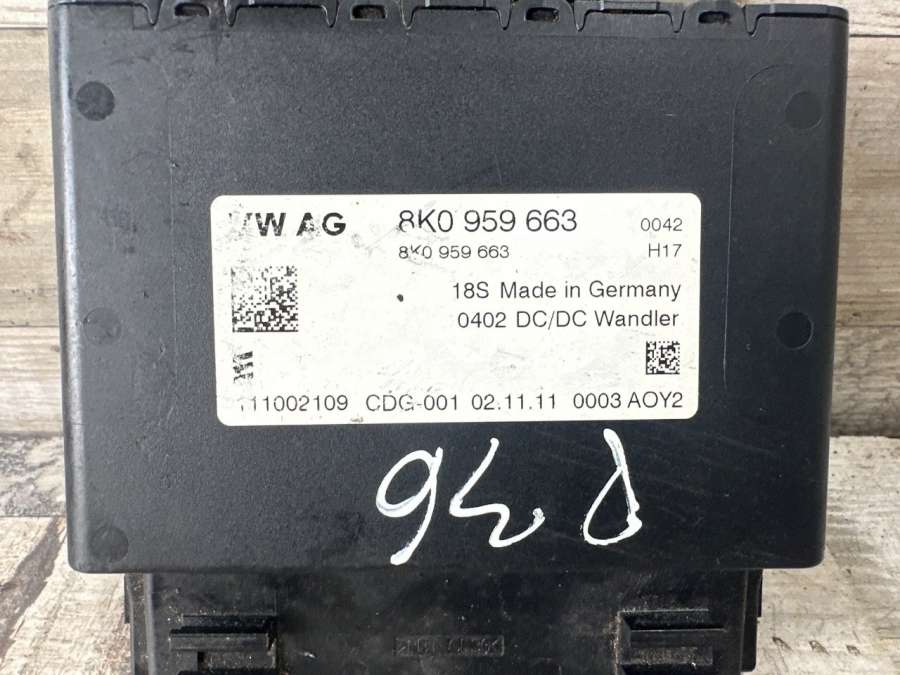 VW AG 8K0 959 663 0042
8K0 959 663 H17
18S Made in Germany
0402 DC/DC Wandler
111002109 CDG-001 02.11.11 0003 AOY2